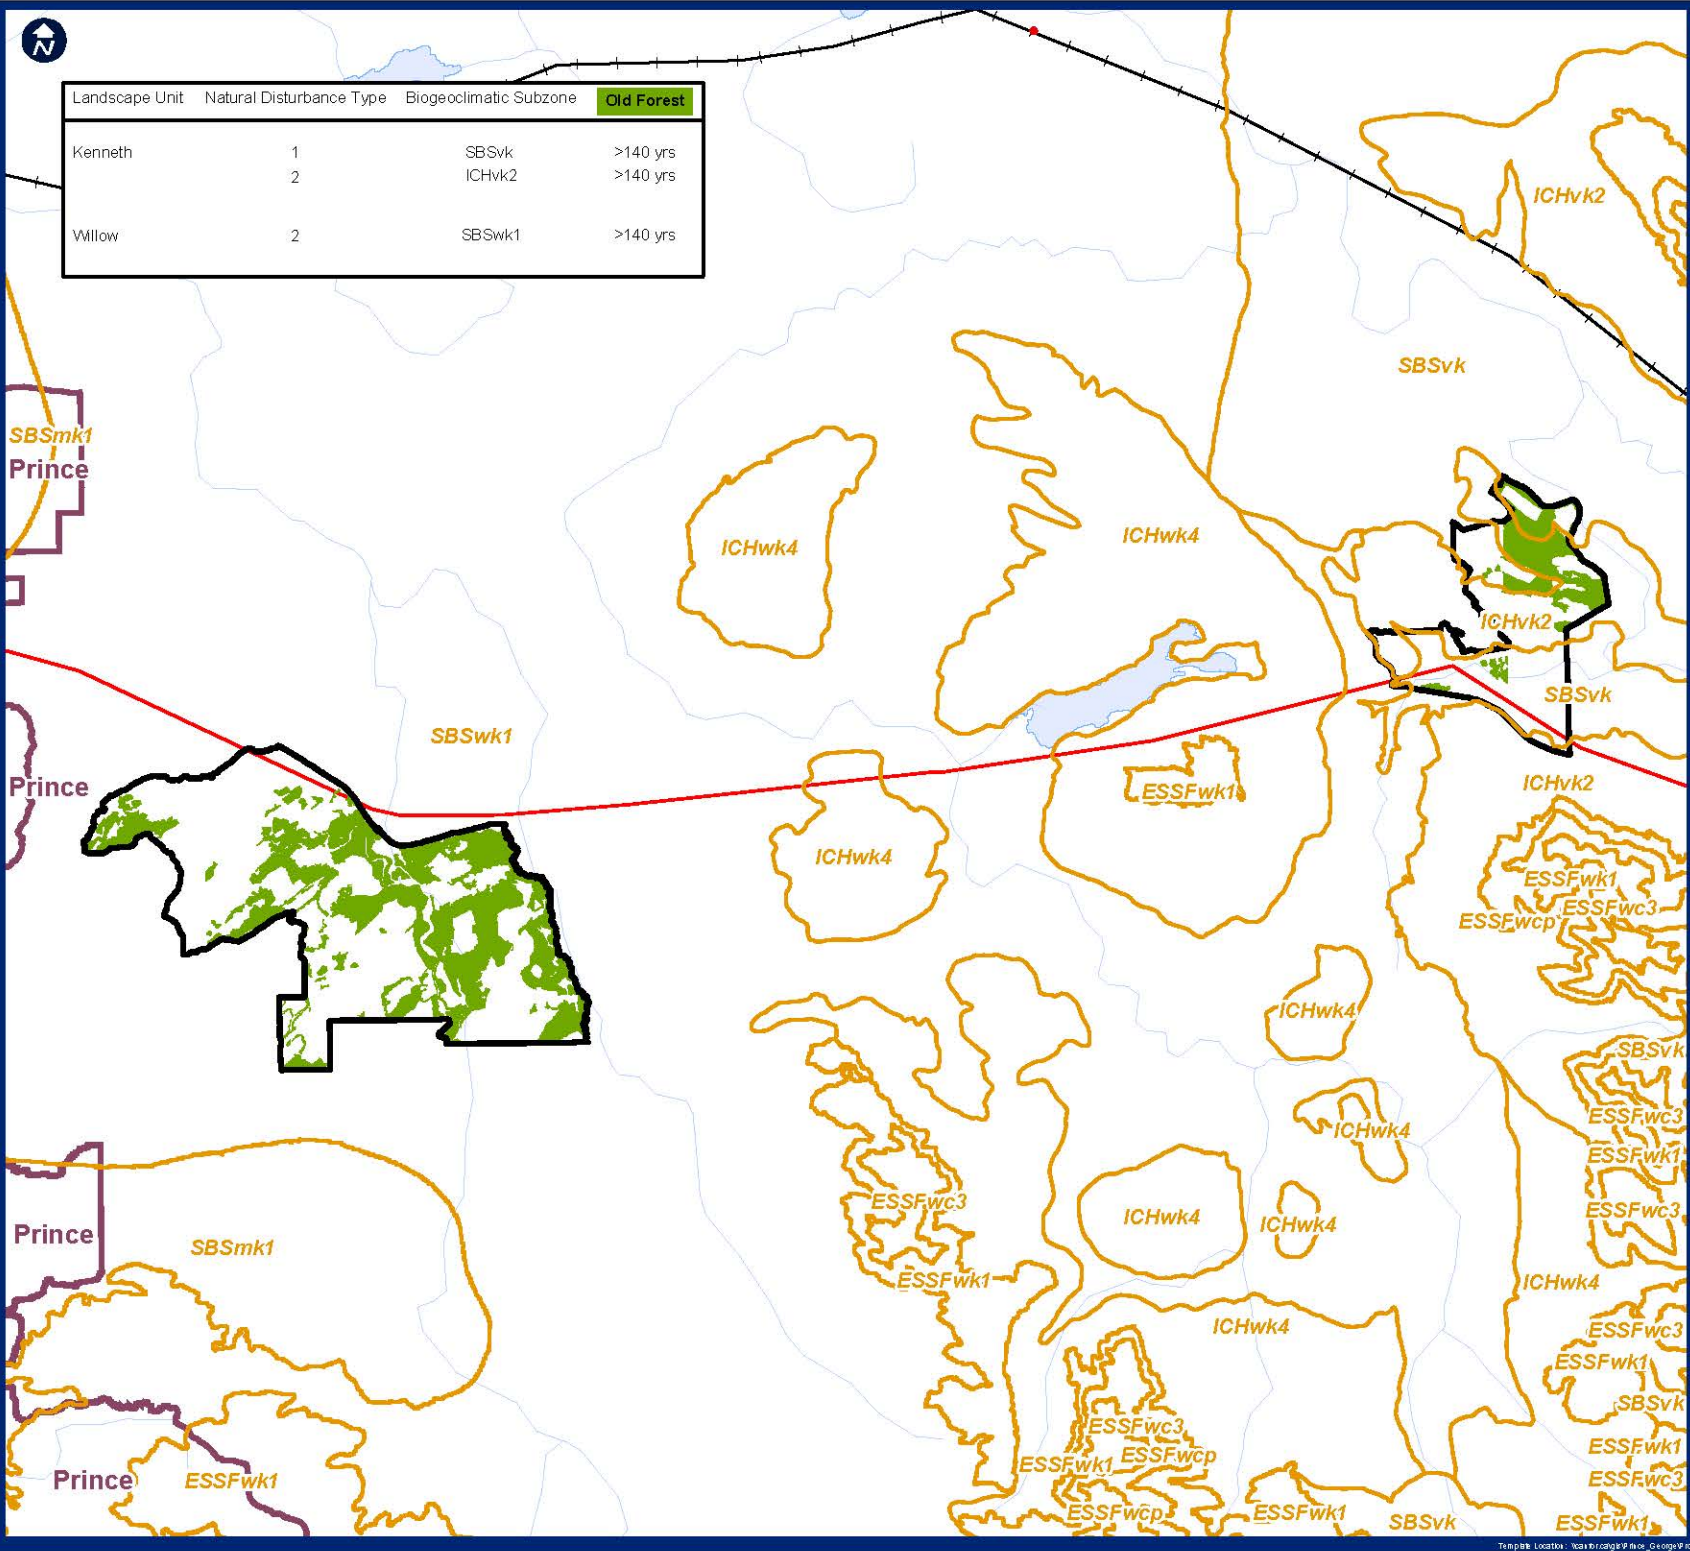 N
Landscape Unit Natural Disturbance Type Biogeoclimatic Subzone Old Forest
Kenneth 1 SBSvk >140 yrs
2 ICHvk2 >140 yrs
Willow 2 SBSwk1 >140 yrs
ICHvk2
SBSvk
SBSmk1
Prince
ICHwk4
ICHwk4
ICHvk2
SBSvk
SBSwk1
Prince
ICHvk2
ESSFwk1
ICHwk4
ESSFwk1
ESSFwc3
ESSFwcp
ICHwk4
SBSvk
ESSFwc3
ICHwk4
ESSFwk1
ESSFwc3
ICHwk4
ICHwk4
ESSFwc3
Prince
SBSmk1
ESSFwk1
ICHwk4
ICHwk4
ESSFwc3
ESSFwk1
SBSvk
ESSFwc3
ESSFwcp
ESSFwk1
ESSFwk1
ESSFwc3
Prince
ESSFwk1
ESSFwcp
ESSFwk1
SBSvk
ESSFwk1
Template Location: